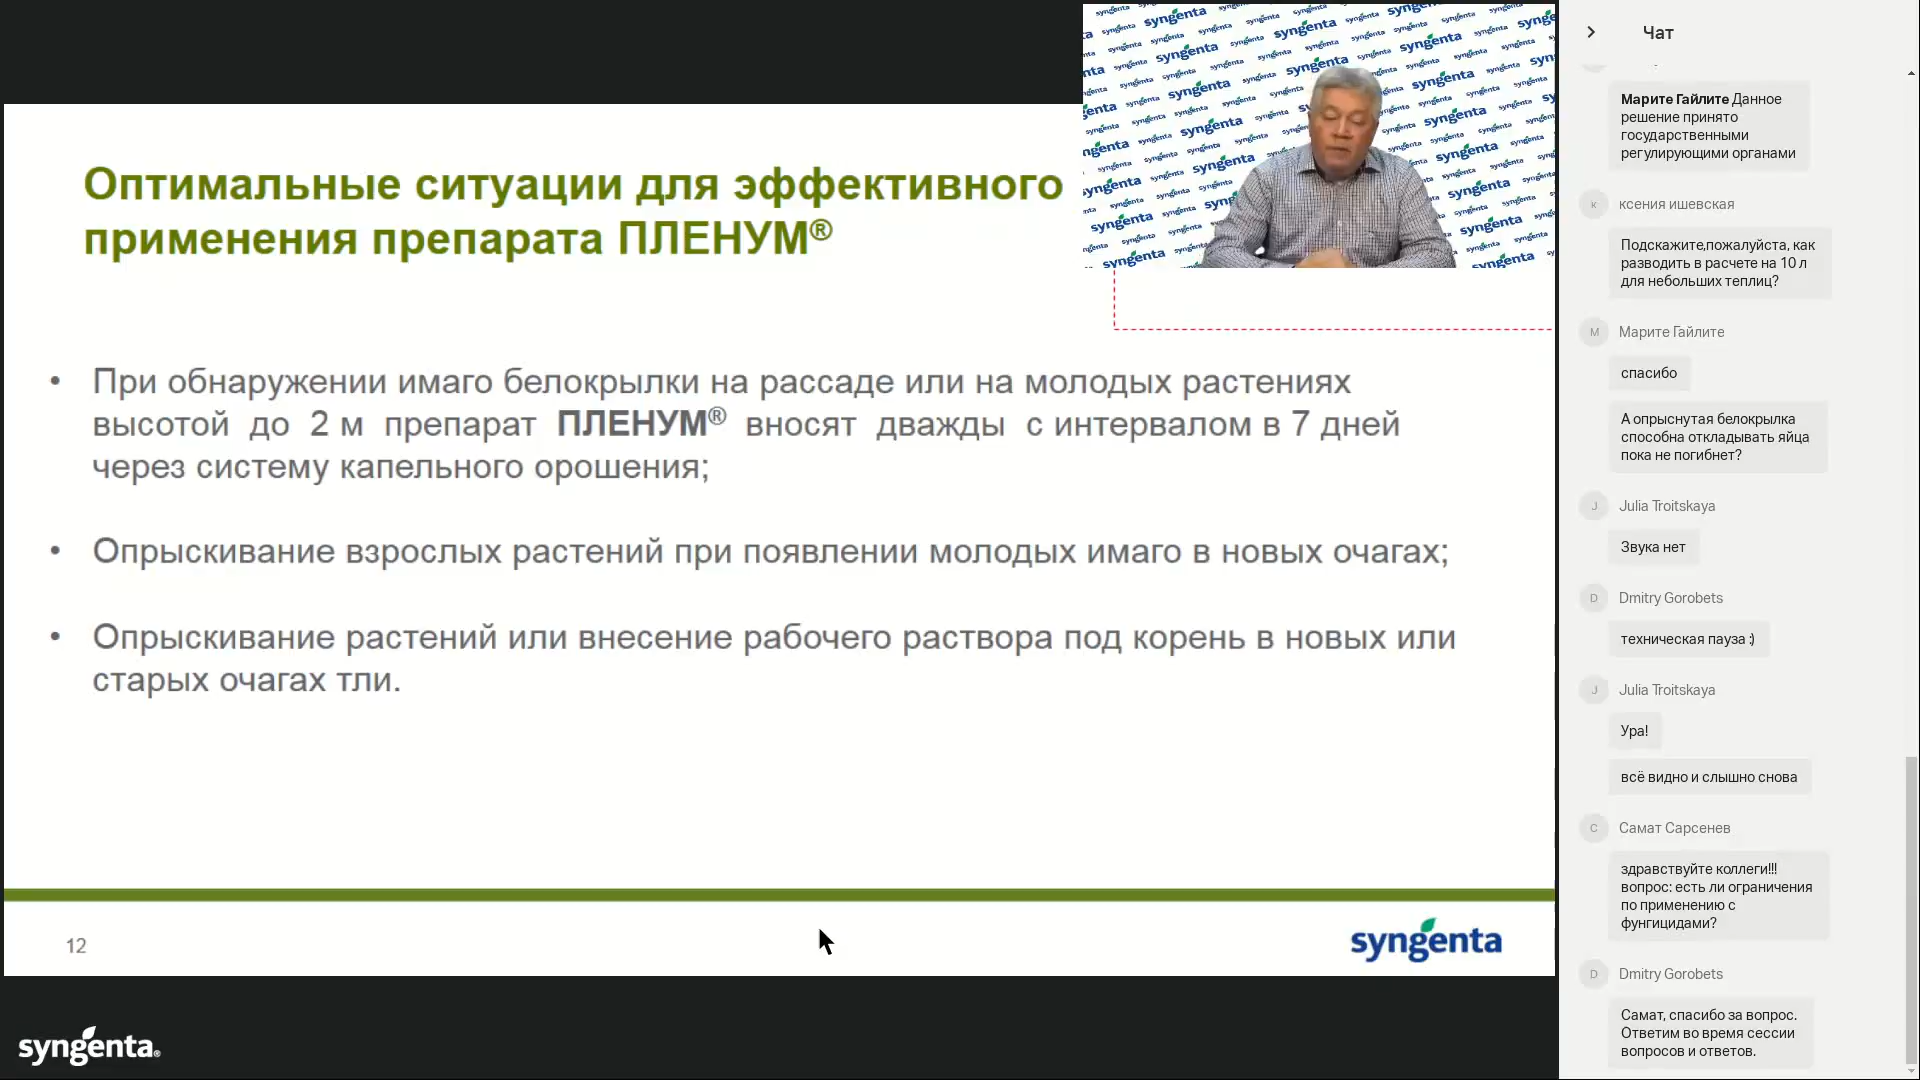 Оптимальные ситуации для эффективного
применения препарата ПЛЕНУМ®
• При обнаружении имаго белокрылки на рассаде или на молодых растениях
высотой до 2 м препарат ПЛЕНУМ® вносят дважды с интервалом в 7 дней
через систему капельного орошения;
• Опрыскивание взрослых растений при появлении молодых имаго в новых очагах;
• Опрыскивание растений или внесение рабочего раствора под корень в новых или
старых очагах тли.
12
syngenta
syngenta®
Чат
Марите Гайлите Данное
решение принято
государственными
регулирующими органами
к
ксения ишевская
Подскажите,пожалуйста, как
разводить в расчете на 10 л
для небольших теплиц?
М
Марите Гайлите
спасибо
А опрыснутая белокрылка
способна откладывать яйца
пока не погибнет?
J
Julia Troitskaya
Звука нет
D
Dmitry Gorobets
техническая пауза :)
J
Julia Troitskaya
Ура!
всё видно и слышно снова
С
Самат Сарсенев
здравствуйте коллеги!!!
вопрос: есть ли ограничения
по применению с
фунгицидами?
D
Dmitry Gorobets
Самат, спасибо за вопрос.
Ответим во время сессии
вопросов и ответов.